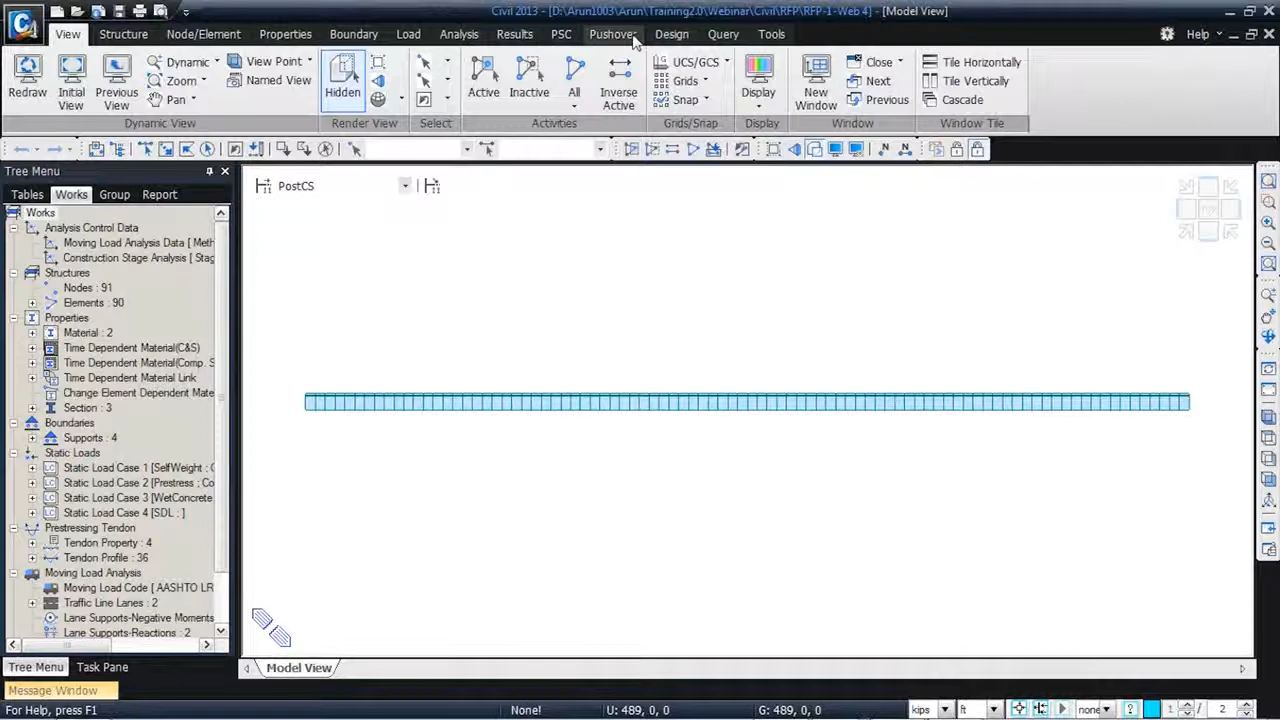 Civil 2013 - [D:\Arun1003\Arun\Training2.0\Webinar\Civil\RFP\RFP-1-Web 4] - [Model View]
View Structure Node/Element Properties Boundary Load Analysis Results PSC Pushover Design Query Tools Help
Redraw
Initial View
Previous View
Dynamic
Zoom
Pan
View Point
Named View
Dynamic View
Hidden
Render View
Select
Active
Inactive
All
Inverse Active
Activities
UCS/GCS
Grids
Snap
Grids/Snap
Display
Display
New Window
Close
Next
Previous
Window
Tile Horizontally
Tile Vertically
Cascade
Window Tile
Tree Menu
Tables Works Group Report
PostCS
Works
Analysis Control Data
Moving Load Analysis Data [ Meth
Construction Stage Analysis [ Stag
Structures
Nodes : 91
Elements : 90
Properties
Material : 2
Time Dependent Material(C&S)
Time Dependent Material(Comp. S
Time Dependent Material Link
Change Element Dependent Mate
Section : 3
Boundaries
Supports : 4
Static Loads
Static Load Case 1 [SelfWeight ; C
Static Load Case 2 [Prestress ; Co
Static Load Case 3 [WetConcrete
Static Load Case 4 [SDL ; ]
Prestressing Tendon
Tendon Property : 4
Tendon Profile : 36
Moving Load Analysis
Moving Load Code [ AASHTO LR
Traffic Line Lanes : 2
Lane Supports-Negative Moments
Lane Supports-Reactions : 2
Tree Menu Task Pane
Model View
Message Window
For Help, press F1
None!
U: 489, 0, 0
G: 489, 0, 0
kips
ft
none
1 / 2